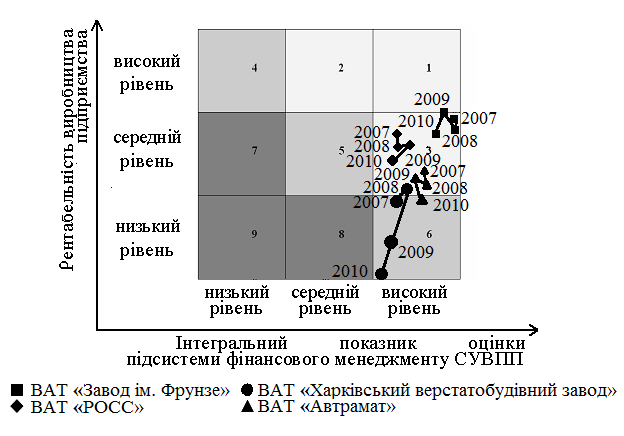 Рентабельність виробництва
підприємства
високий
рівень
середній
рівень
низький
рівень
4
2
1
7
5
3
9
8
6
2009
2010
2007
2008
2007
2008
2010
2009
2009
2007
2008
2008
2007
2010
2009
2010
низький
рівень
середній
рівень
високий
рівень
Інтегральний показник оцінки
підсистеми фінансового менеджменту СУВПП
ВАТ «Завод ім. Фрунзе»
ВАТ «Харківський верстатобудівний завод»
ВАТ «РОСС»
ВАТ «Автрамат»